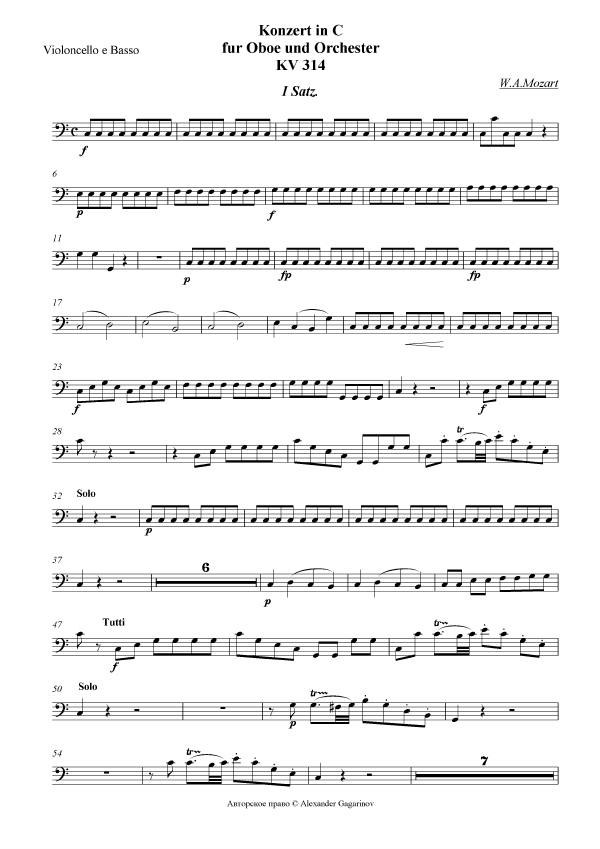 Konzert in C
Violoncello e Basso
fur Oboe und Orchester
KV 314
W.A.Mozart
I Satz.
f
6
p
f
11
p
fp
fp
17
23
f
f
28
tr
32
Solo
p
37
6
p
47
Tutti
f
tr
50
Solo
tr
p
54
tr
7
Авторское право © Alexander Gagarinov